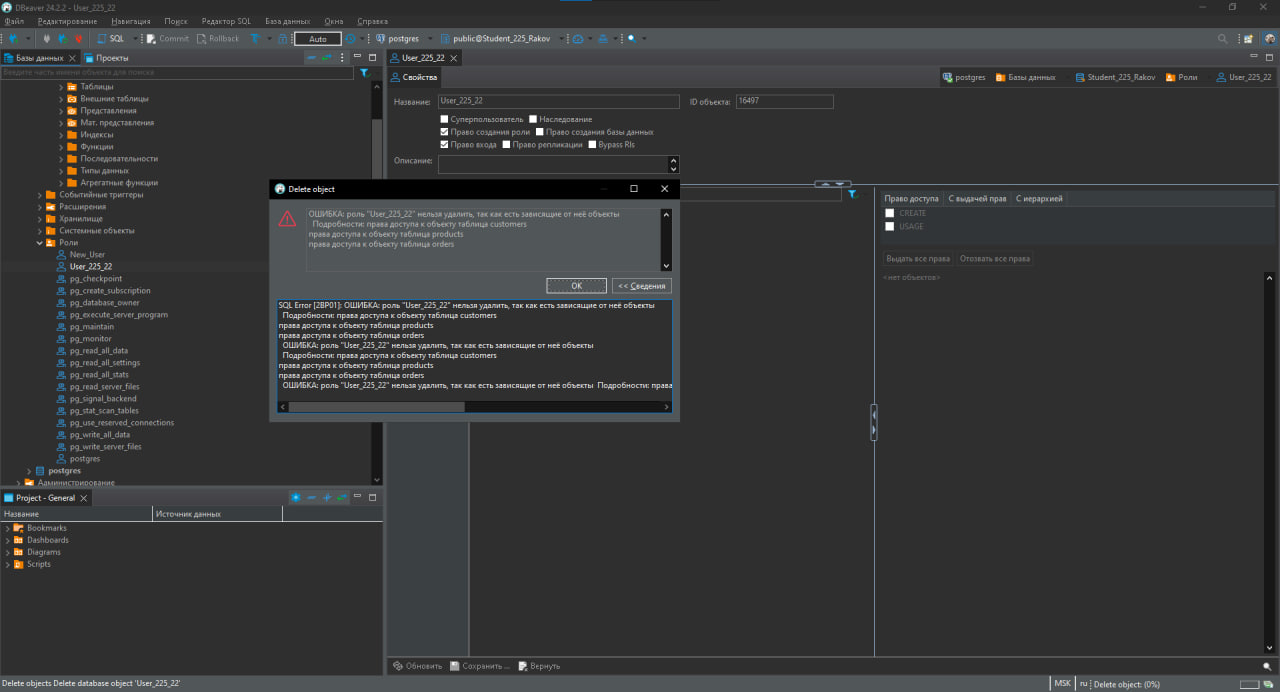 DBeaver 24.2.2 - User_225_22
Файл Редактирование Навигация Поиск Редактор SQL База данных Окна Справка
SQL Commit Rollback Auto postgres public@Student_225_Rakov
Базы данных Проекты
Введите часть имени объекта для поиска
Таблицы
Внешние таблицы
Представления
Мат. представления
Индексы
Функции
Последовательности
Типы данных
Агрегатные функции
Событийные триггеры
Расширения
Хранилище
Системные объекты
Роли
New_User
User_225_22
pg_checkpoint
pg_create_subscription
pg_database_owner
pg_execute_server_program
pg_maintain
pg_monitor
pg_read_all_data
pg_read_all_settings
pg_read_all_stats
pg_read_server_files
pg_signal_backend
pg_stat_scan_tables
pg_use_reserved_connections
pg_write_all_data
pg_write_server_files
postgres
postgres
Администрирование
Project - General
Название Источник данных
Bookmarks
Dashboards
Diagrams
Scripts
User_225_22
Свойства
postgres Базы данных Student_225_Rakov Роли User_225_22
Название: User_225_22 ID объекта: 16497
Суперпользователь Наследование
Право создания роли Право создания базы данных
Право входа Право репликации Bypass Rls
Описание:
Delete object
ОШИБКА: роль "User_225_22" нельзя удалить, так как есть зависящие от неё объекты
Подробности: права доступа к объекту таблица customers
права доступа к объекту таблица products
права доступа к объекту таблица orders
OK << Сведения
SQL Error [2BP01]: ОШИБКА: роль "User_225_22" нельзя удалить, так как есть зависящие от неё объекты
Подробности: права доступа к объекту таблица customers
права доступа к объекту таблица products
права доступа к объекту таблица orders
ОШИБКА: роль "User_225_22" нельзя удалить, так как есть зависящие от неё объекты
Подробности: права доступа к объекту таблица customers
права доступа к объекту таблица products
права доступа к объекту таблица orders
ОШИБКА: роль "User_225_22" нельзя удалить, так как есть зависящие от неё объекты Подробности: права
Право доступа С выдачей прав С иерархией
CREATE
USAGE
Выдать все права Отозвать все права
<нет объектов>
Обновить Сохранить ... Вернуть
Delete objects Delete database object 'User_225_22'
MSK ru Delete object: (0%)